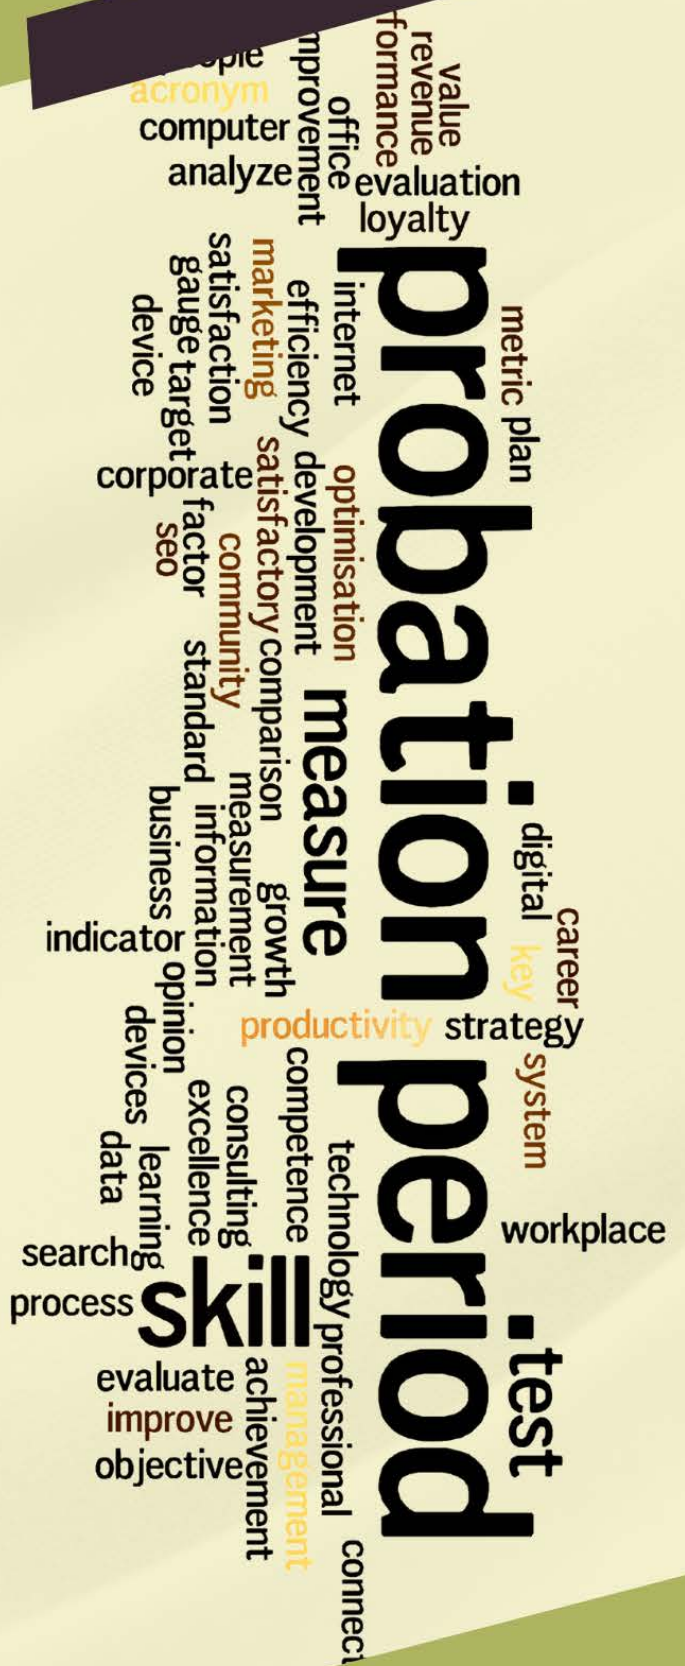 acronym
computer
analyze
mprovement
office
formance
revenue
value
evaluation
loyalty
probation period
internet
metric plan
marketing
efficiency
satisfaction
gauge target
device
corporate
satisfactory
development
optimisation
factor
seo
community
standard
comparison
measure
measurement
information
business
growth
digital
career
key
indicator
opinion
productivity strategy
devices
system
competence
consulting
excellence
technology professional
learning
data
workplace
search
process skill
test
evaluate
improve
objective
achievement
management
connect